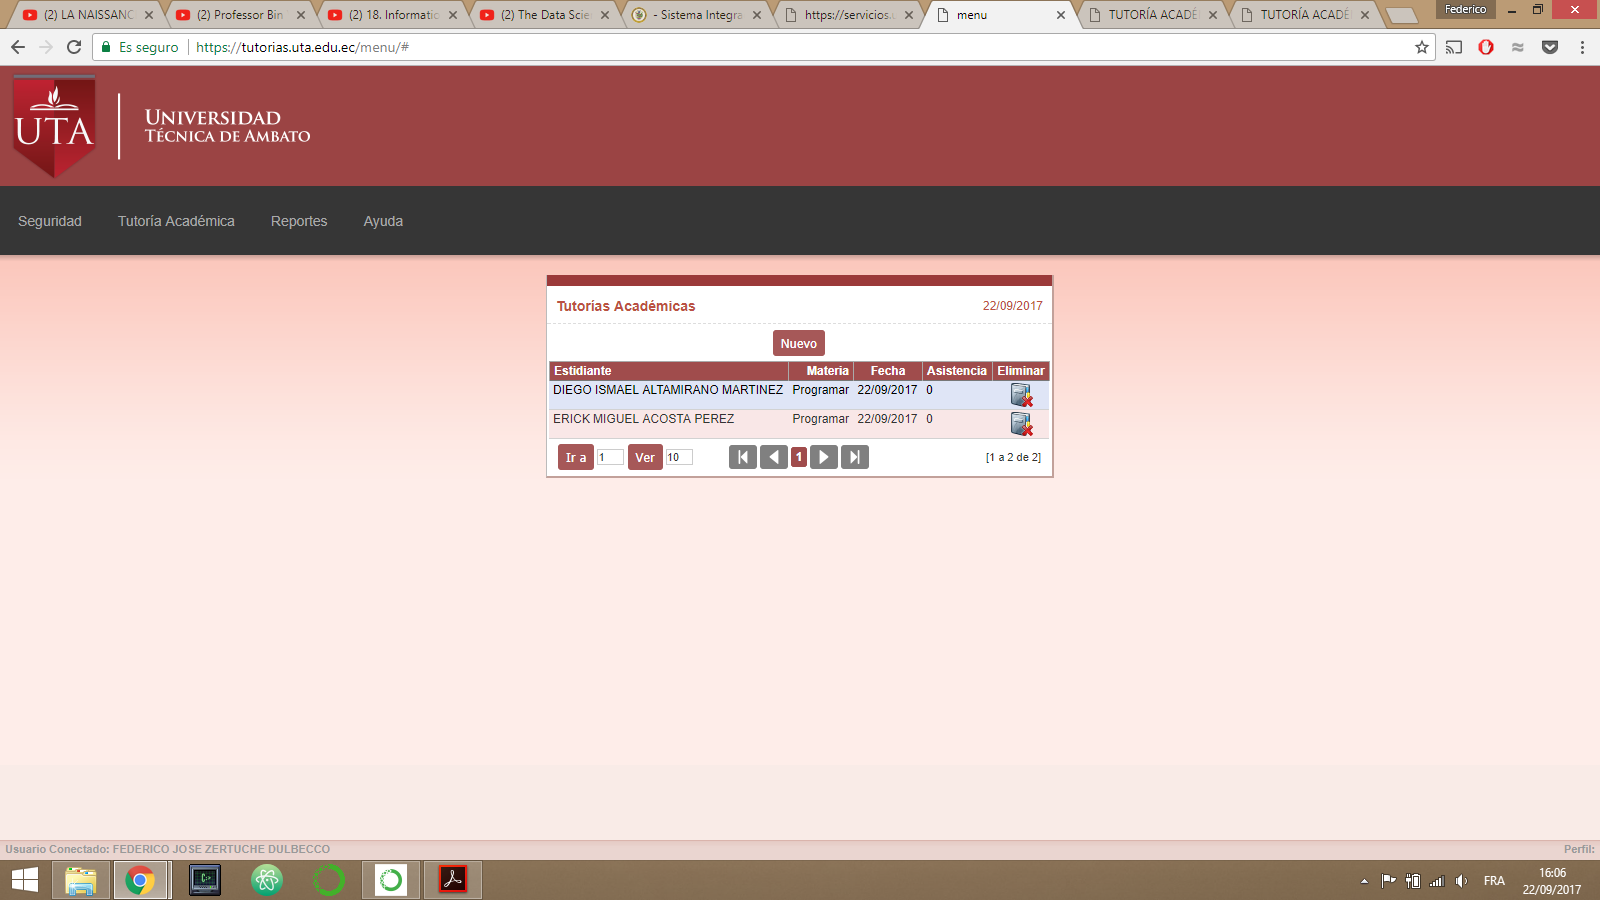 (2) LA NAISSANC
(2) Professor Bin
(2) 18. Informatio
(2) The Data Scie
- Sistema Integra
https://servicios.u
menu
TUTORÍA ACADÉ
TUTORÍA ACADÉ
Federico
Es seguro
https://tutorias.uta.edu.ec/menu/#
UTA
UNIVERSIDAD
TÉCNICA DE AMBATO
Seguridad Tutoría Académica Reportes Ayuda
Tutorías Académicas 22/09/2017
Nuevo
Estidiante Materia Fecha Asistencia Eliminar
DIEGO ISMAEL ALTAMIRANO MARTINEZ Programar 22/09/2017 0
ERICK MIGUEL ACOSTA PEREZ Programar 22/09/2017 0
Ir a 1 Ver 10 1 [1 a 2 de 2]
Usuario Conectado: FEDERICO JOSE ZERTUCHE DULBECCO Perfil:
FRA
16:06
22/09/2017